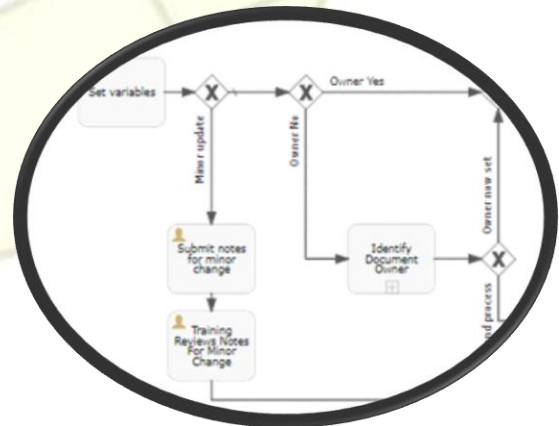 Set variables
Owner Yes
Minor update
Owner No
Owner now set
Submit notes
for minor
change
Identify
Document
Owner
Training
Reviews Notes
For Minor
Change
process